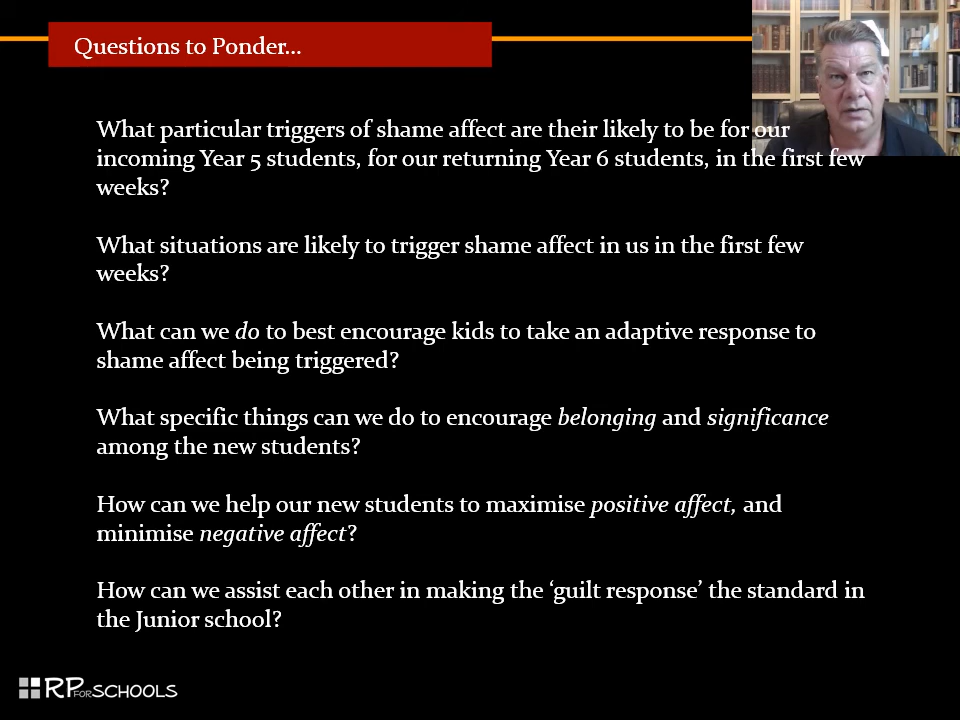 Questions to Ponder...
What particular triggers of shame affect are their likely to be for our
incoming Year 5 students, for our returning Year 6 students, in the first few
weeks?
What situations are likely to trigger shame affect in us in the first few
weeks?
What can we do to best encourage kids to take an adaptive response to
shame affect being triggered?
What specific things can we do to encourage belonging and significance
among the new students?
How can we help our new students to maximise positive affect, and
minimise negative affect?
How can we assist each other in making the ‘guilt response’ the standard in
the Junior school?
RP FOR SCHOOLS